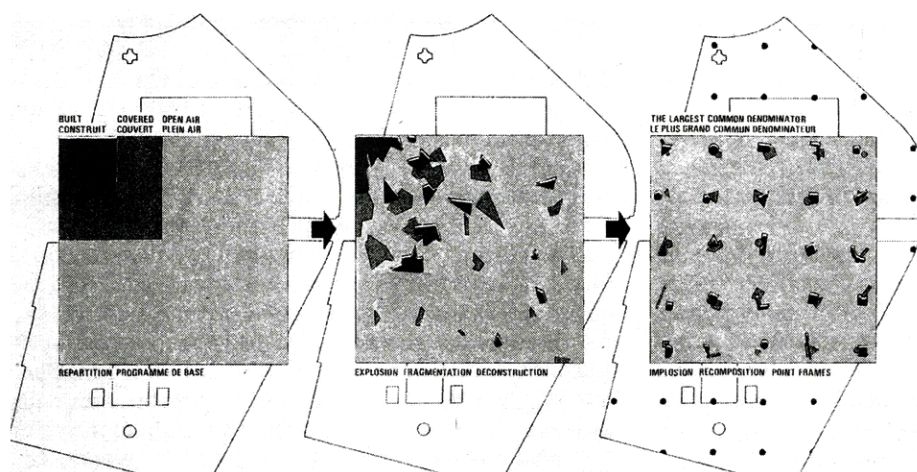 BUILT COVERED OPEN AIR
CONSTRUIT COUVERT PLEIN AIR
REPARTITION PROGRAMME DE BASE
EXPLOSION FRAGMENTATION DECONSTRUCTION
THE LARGEST COMMON DENOMINATOR
LE PLUS GRAND COMMUN DENOMINATEUR
IMPLOSION RECOMPOSITION POINT FRAMES